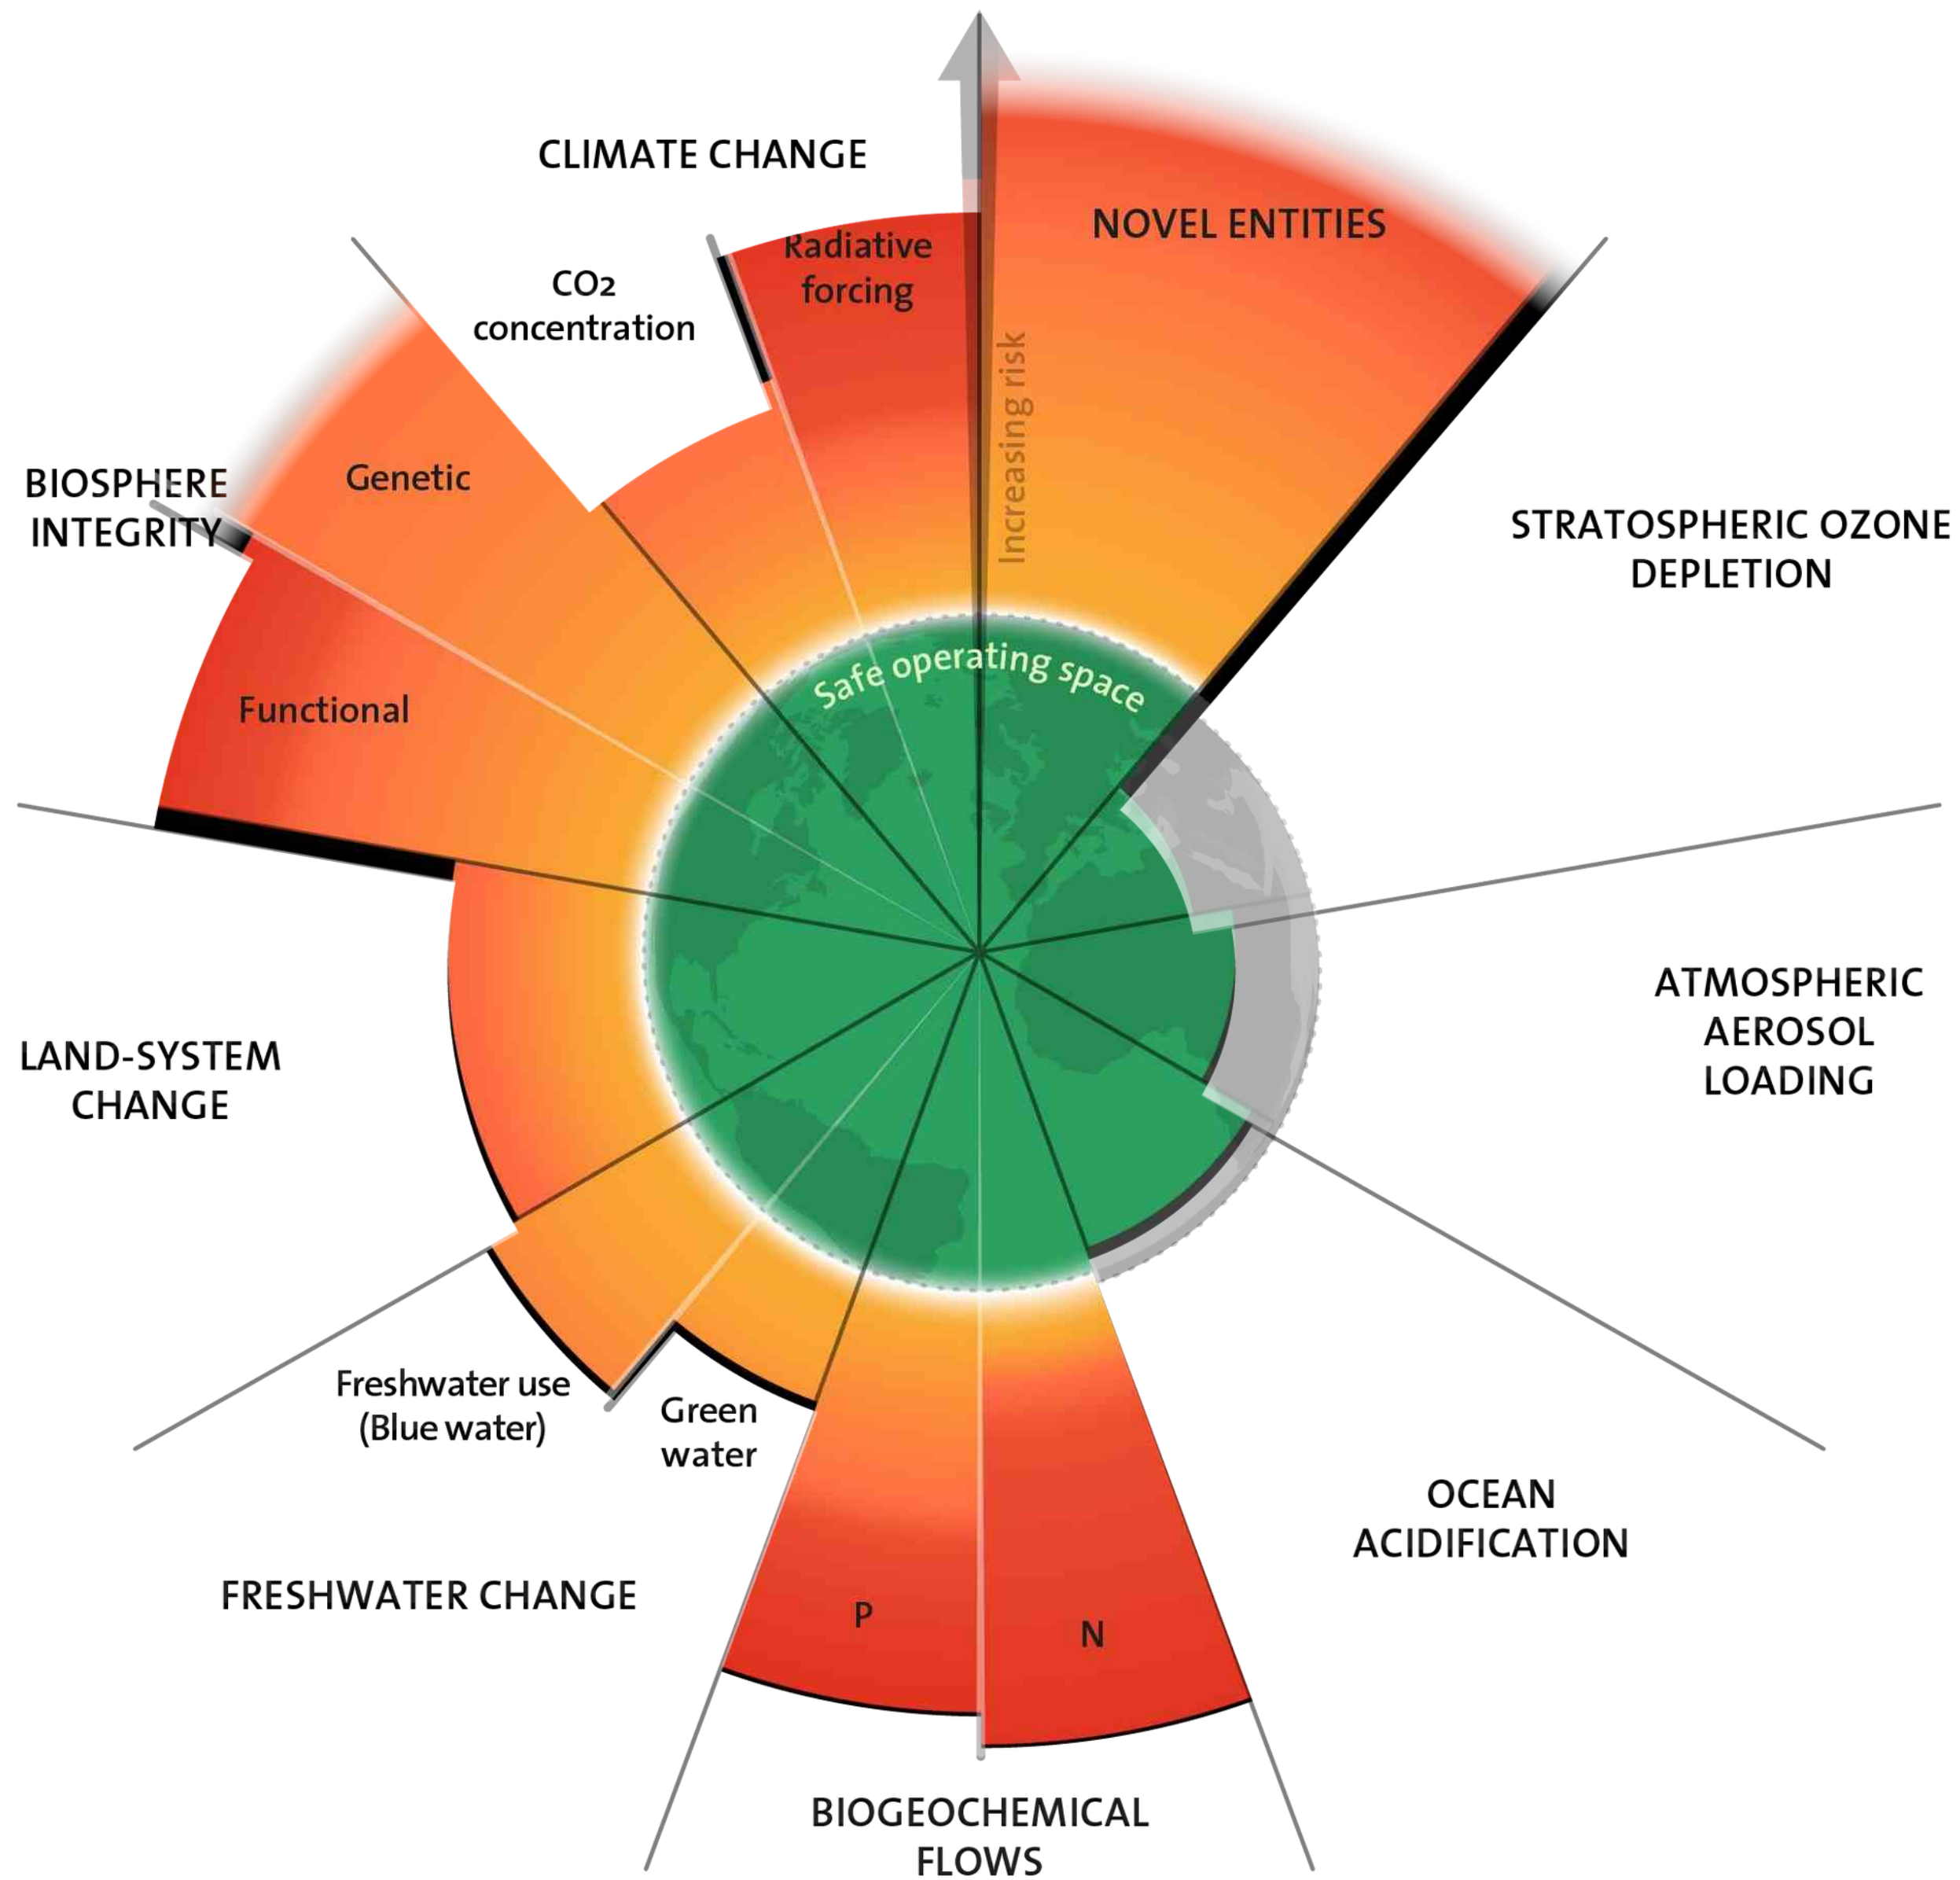 CLIMATE CHANGE
Radiative
forcing
NOVEL ENTITIES
CO2
concentration
Increasing risk
Genetic
BIOSPHERE
INTEGRITY
STRATOSPHERIC OZONE
DEPLETION
Functional
Safe operating space
ATMOSPHERIC
AEROSOL
LOADING
LAND-SYSTEM
CHANGE
Freshwater use
(Blue water)
Green
water
OCEAN
ACIDIFICATION
FRESHWATER CHANGE
P
N
BIOGEOCHEMICAL
FLOWS